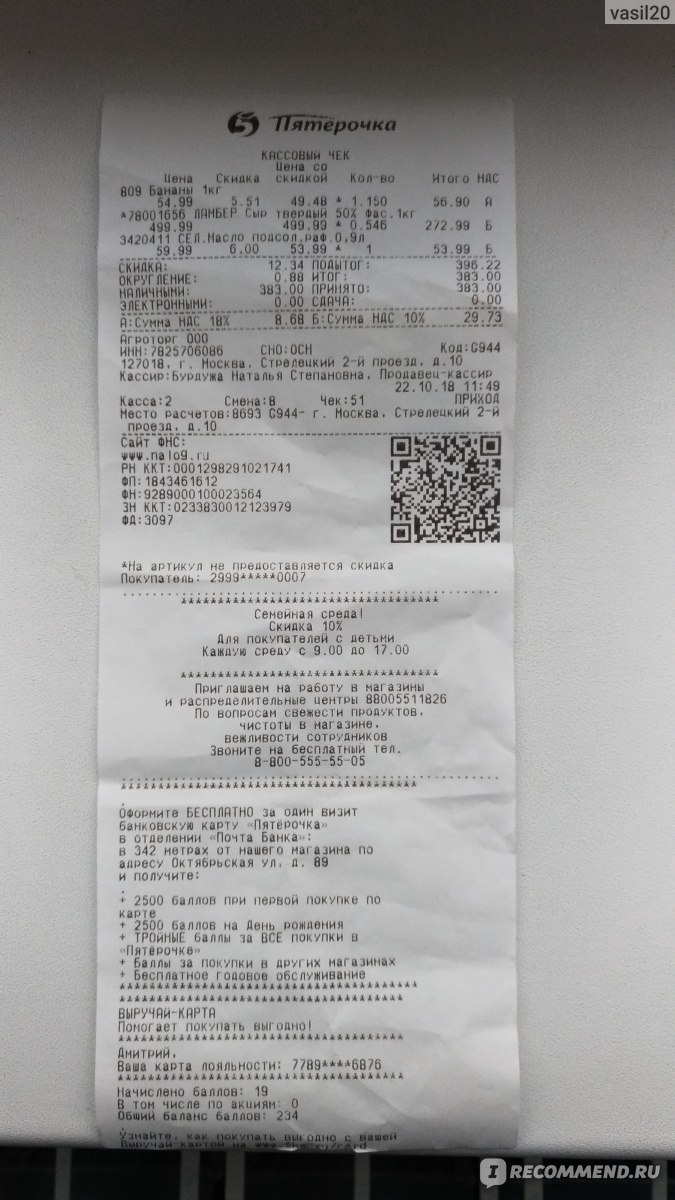 vasil20
5 Пятёрочка
КАССОВЫЙ ЧЕК
Цена со
Цена Скидка скидкой Кол-во Итого НДС
809 Бананы 1кг
54.99 5.51 49.48 * 1.150 56.90 А
*78001656 ЛАМБЕР Сыр твердый 50% фас.1кг
499.99 499.99 * 0.546 272.99 Б
3420411 СЕЛ.Масло подсол.раф.0,9л
59.99 6.00 53.99 * 1 53.99 Б
СКИДКА: 12.34 ПОДЫТОГ: 396.22
ОКРУГЛЕНИЕ: 0.88 ИТОГ: 383.00
НАЛИЧНЫМИ: 383.00 ПРИНЯТО: 383.00
ЭЛЕКТРОННЫМИ: 0.00 СДАЧА: 0.00
А:Сумма НДС 18% 8.68 Б:Сумма НДС 10% 29.73
Агроторг ООО
ИНН:7825706086 СНО:ОСН Код:G944
127018, г. Москва, Стрелецкий 2-й проезд, д.10
Кассир:Бурдужа Наталья Степановна, Продавец-кассир
22.10.18 11:49
Касса:2 Смена:8 Чек:51 ПРИХОД
Место расчетов:8693 G944- г. Москва, Стрелецкий 2-й
проезд, д.10
Сайт ФНС:
www.nalog.ru
РН ККТ:0001298291021741
ФП:1843461612
ФН:9289000100023564
ЗН ККТ:0233830012123979
ФД:3097
*На артикул не предоставляется скидка
Покупатель: 2999*****0007
Семейная среда!
Скидка 10%
Для покупателей с детьми
Каждую среду с 9.00 до 17.00
Приглашаем на работу в магазины
и распределительные центры 88005511826
По вопросам свежести продуктов,
чистоты в магазине,
вежливости сотрудников
Звоните на бесплатный тел.
8-800-555-55-05
Оформите БЕСПЛАТНО за один визит
банковскую карту «Пятёрочка»
в отделении «Почта Банка»:
в 342 метрах от нашего магазина по
адресу Октябрьская ул. д. 89
и получите:
+ 2500 баллов при первой покупке по
карте
+ 2500 баллов на День рождения
+ ТРОЙНЫЕ баллы за ВСЕ покупки в
«Пятёрочке»
+ Баллы за покупки в других магазинах
+ Бесплатное годовое обслуживание
ВЫРУЧАЙ-КАРТА
Помогает покупать выгодно!
Дмитрий,
Ваша карта лояльности: 7789****6876
Начислено баллов: 19
В том числе по акциям: 0
Общий баланс баллов: 234
Узнайте, как покупать выгодно с вашей
Выручай-картой на
IRECOMMEND.RU